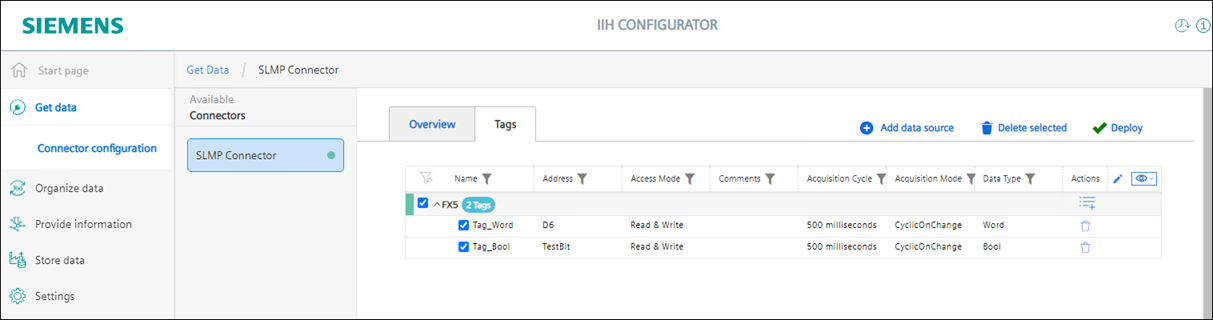 SIEMENS
IIH CONFIGURATOR
Start page
Get Data / SLMP Connector
Get data
Connector configuration
Organize data
Provide information
Store data
Settings
Available
Connectors
SLMP Connector
Overview
Tags
Add data source
Delete selected
Deploy
Name Address Access Mode Comments Acquisition Cycle Acquisition Mode Data Type Actions
FX5 2 Tags
Tag_Word D6 Read & Write 500 milliseconds CyclicOnChange Word
Tag_Bool TestBit Read & Write 500 milliseconds CyclicOnChange Bool